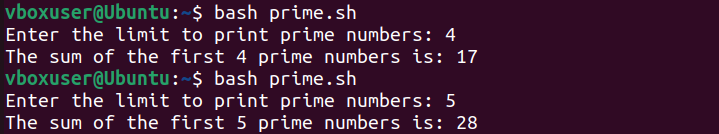 vboxuser@Ubuntu:~$ bash prime.sh
Enter the limit to print prime numbers: 4
The sum of the first 4 prime numbers is: 17
vboxuser@Ubuntu:~$ bash prime.sh
Enter the limit to print prime numbers: 5
The sum of the first 5 prime numbers is: 28